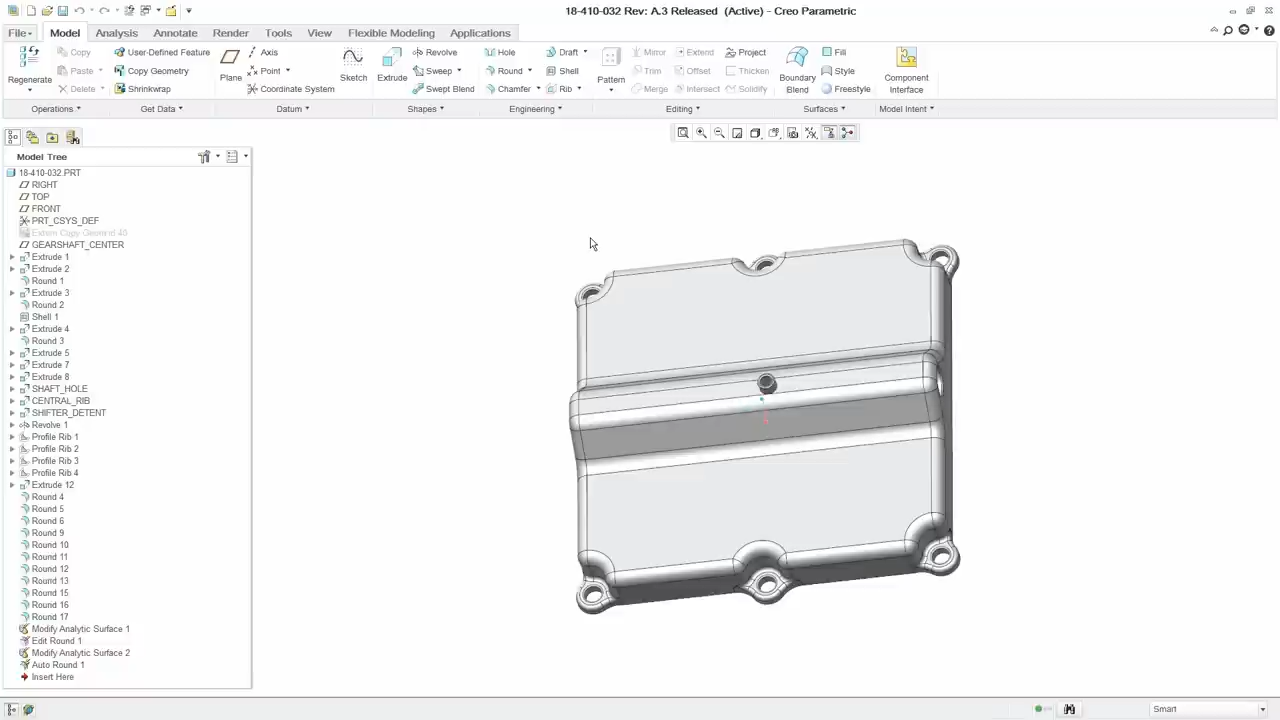 18-410-032 Rev: A.3 Released (Active) - Creo Parametric
File Model Analysis Annotate Render Tools View Flexible Modeling Applications
Copy User-Defined Feature Axis Revolve Hole Draft Mirror Extend Project Fill
Regenerate Paste Copy Geometry Plane Point Sketch Extrude Sweep Round Shell Pattern Trim Offset Thicken Boundary Blend Style Component Interface
Delete Shrinkwrap Coordinate System Swept Blend Chamfer Rib Merge Intersect Solidify Freestyle
Operations Get Data Datum Shapes Engineering Editing Surfaces Model Intent
Model Tree
18-410-032.PRT
RIGHT
TOP
FRONT
PRT_CSYS_DEF
Extern Copy Geom id 40
GEARSHAFT_CENTER
Extrude 1
Extrude 2
Round 1
Extrude 3
Round 2
Shell 1
Extrude 4
Round 3
Extrude 5
Extrude 7
Extrude 8
SHAFT_HOLE
CENTRAL_RIB
SHIFTER_DETENT
Revolve 1
Profile Rib 1
Profile Rib 2
Profile Rib 3
Profile Rib 4
Extrude 12
Round 4
Round 5
Round 6
Round 9
Round 10
Round 11
Round 12
Round 13
Round 15
Round 16
Round 17
Modify Analytic Surface 1
Edit Round 1
Modify Analytic Surface 2
Auto Round 1
Insert Here
Smart